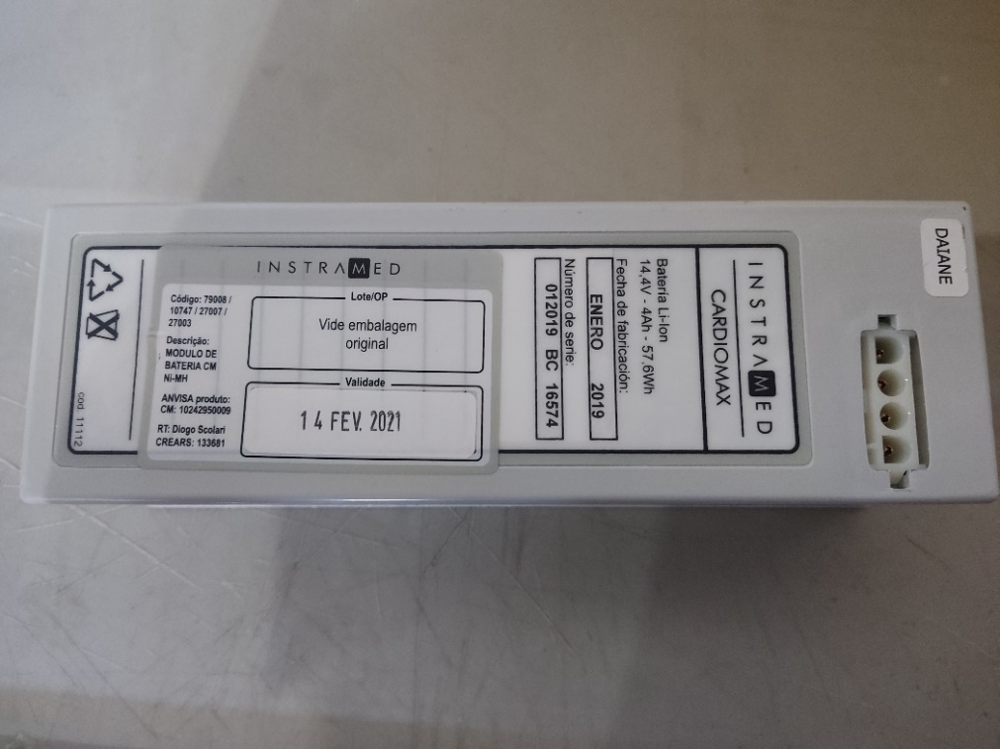 INSTRAMED
Código: 79008 /
10747 / 27007 /
27003
Descrição:
MODULO DE
BATERIA CM
Ni-MH
ANVISA produto:
CM: 10242950009
RT: Diogo Scolari
CREARS: 133681
Lote/OP
Vide embalagem
original
Validade
14 FEV. 2021
INSTRAMED
CARDIOMAX
Batería Li-Ion
14,4V - 4Ah - 57,6Wh
Fecha de fabricación:
ENERO 2019
Número de serie:
012019 BC 16574
cod. 11112
DAIANE